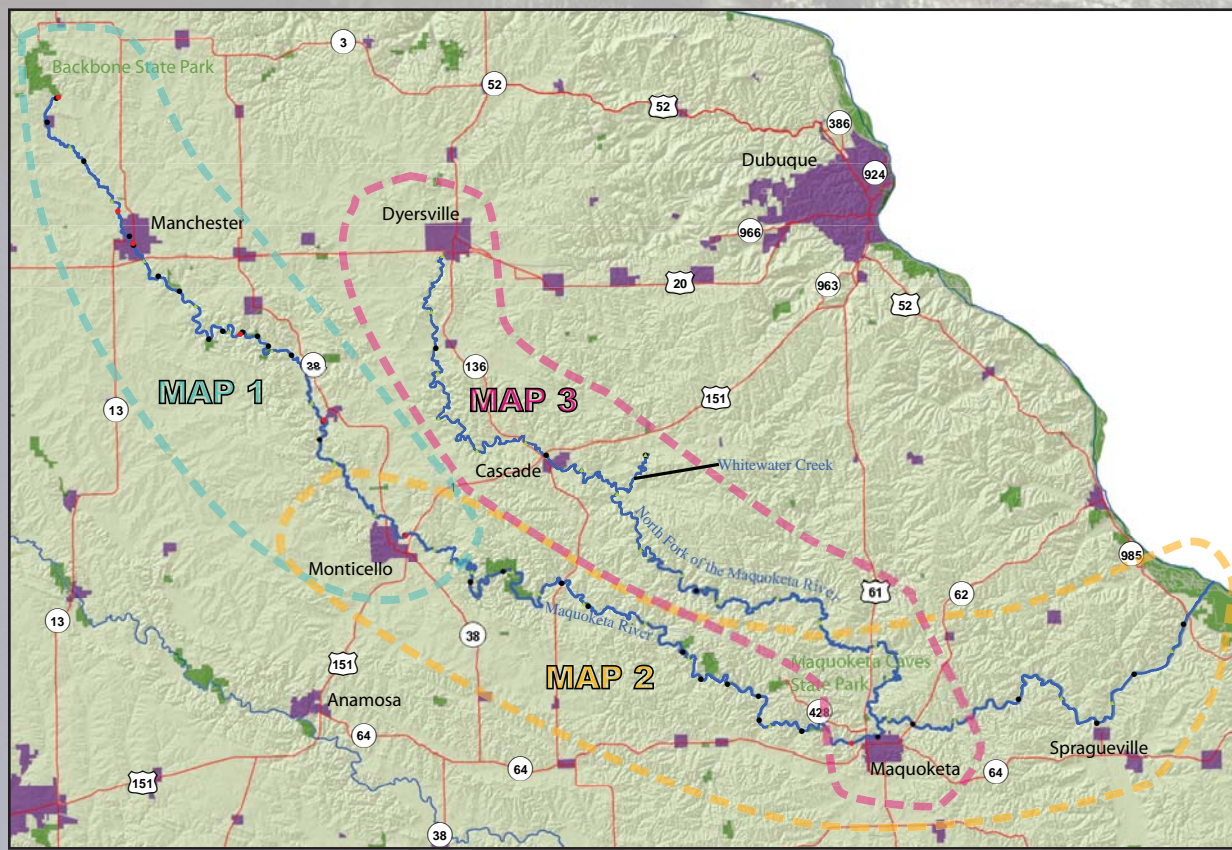 3
Backbone State Park
52
52
386
Dubuque
924
Manchester
Dyersville
966
20
963
52
38
136
MAP 1
MAP 3
13
151
Cascade
Whitewater Creek
North Fork of the Maquoketa River
985
Monticello
61
62
Maquoketa River
13
38
151
MAP 2
Maquoketa Caves
State Park
Anamosa
428
64
Spragueville
64
Maquoketa
64
151
38